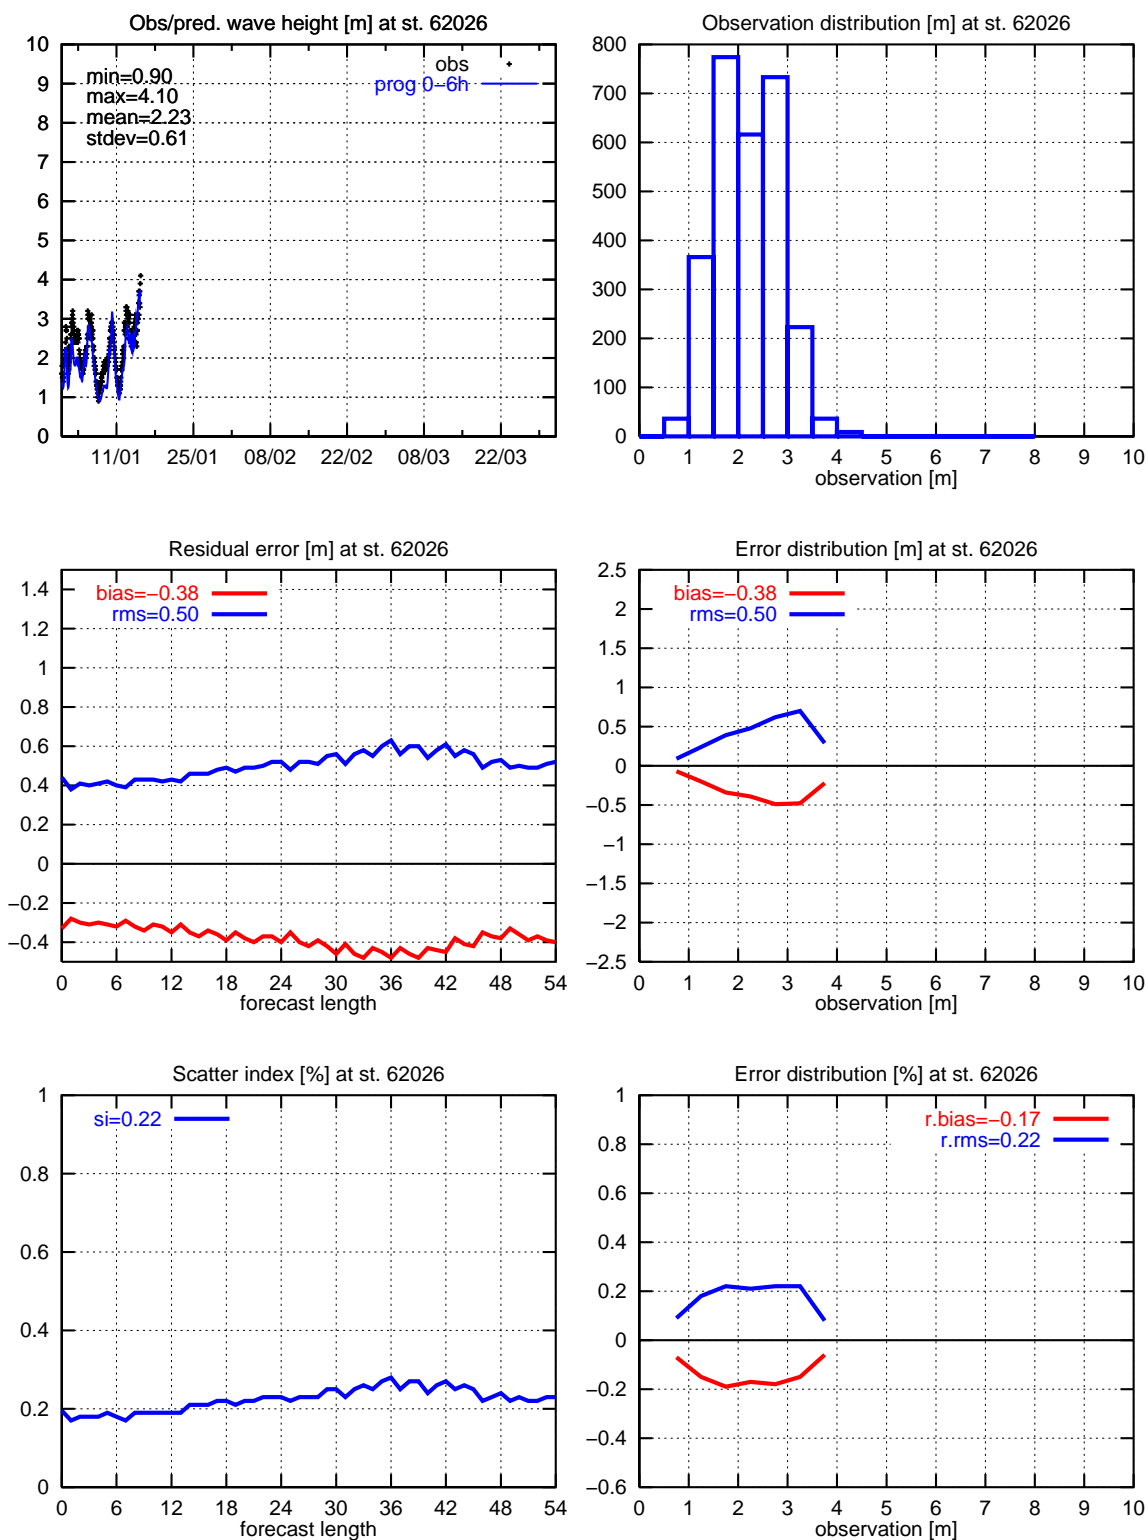 Obs/pred. wave height [m] at st. 62026
10
9
8
7
6
5
4
3
2
1
0
min=0.90
max=4.10
mean=2.23
stdev=0.61
obs
prog 0-6h
11/01 25/01 08/02 22/02 08/03 22/03
Observation distribution [m] at st. 62026
800
700
600
500
400
300
200
100
0
0 1 2 3 4 5 6 7 8 9 10
observation [m]
Residual error [m] at st. 62026
bias=-0.38
rms=0.50
1.4
1.2
1
0.8
0.6
0.4
0.2
0
-0.2
-0.4
0 6 12 18 24 30 36 42 48 54
forecast length
Error distribution [m] at st. 62026
bias=-0.38
rms=0.50
2.5
2
1.5
1
0.5
0
-0.5
-1
-1.5
-2
-2.5
0 1 2 3 4 5 6 7 8 9 10
observation [m]
Scatter index [%] at st. 62026
si=0.22
1
0.8
0.6
0.4
0.2
0
0 6 12 18 24 30 36 42 48 54
forecast length
Error distribution [%] at st. 62026
r.bias=-0.17
r.rms=0.22
1
0.8
0.6
0.4
0.2
0
-0.2
-0.4
-0.6
0 1 2 3 4 5 6 7 8 9 10
observation [m]